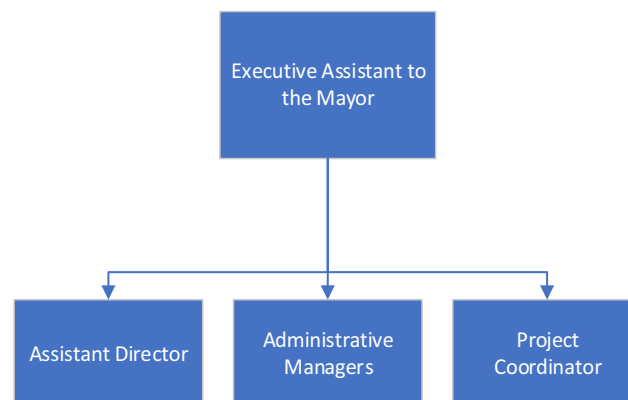 Executive Assistant to
the Mayor
Assistant Director
Administrative
Managers
Project
Coordinator